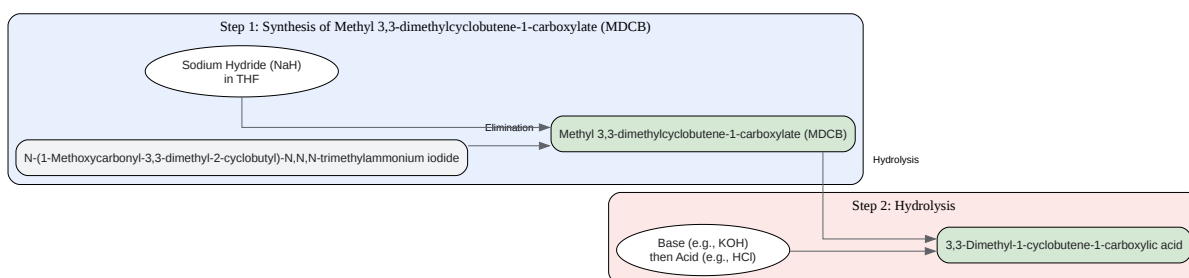 Step 1: Synthesis of Methyl 3,3-dimethylcyclobutene-1-carboxylate (MDCB)
Sodium Hydride (NaH)
in THF
Elimination
Methyl 3,3-dimethylcyclobutene-1-carboxylate (MDCB)
N-(1-Methoxycarbonyl-3,3-dimethyl-2-cyclobutyl)-N,N,N-trimethylammonium iodide
Hydrolysis
Step 2: Hydrolysis
Base (e.g., KOH)
then Acid (e.g., HCl)
3,3-Dimethyl-1-cyclobutene-1-carboxylic acid